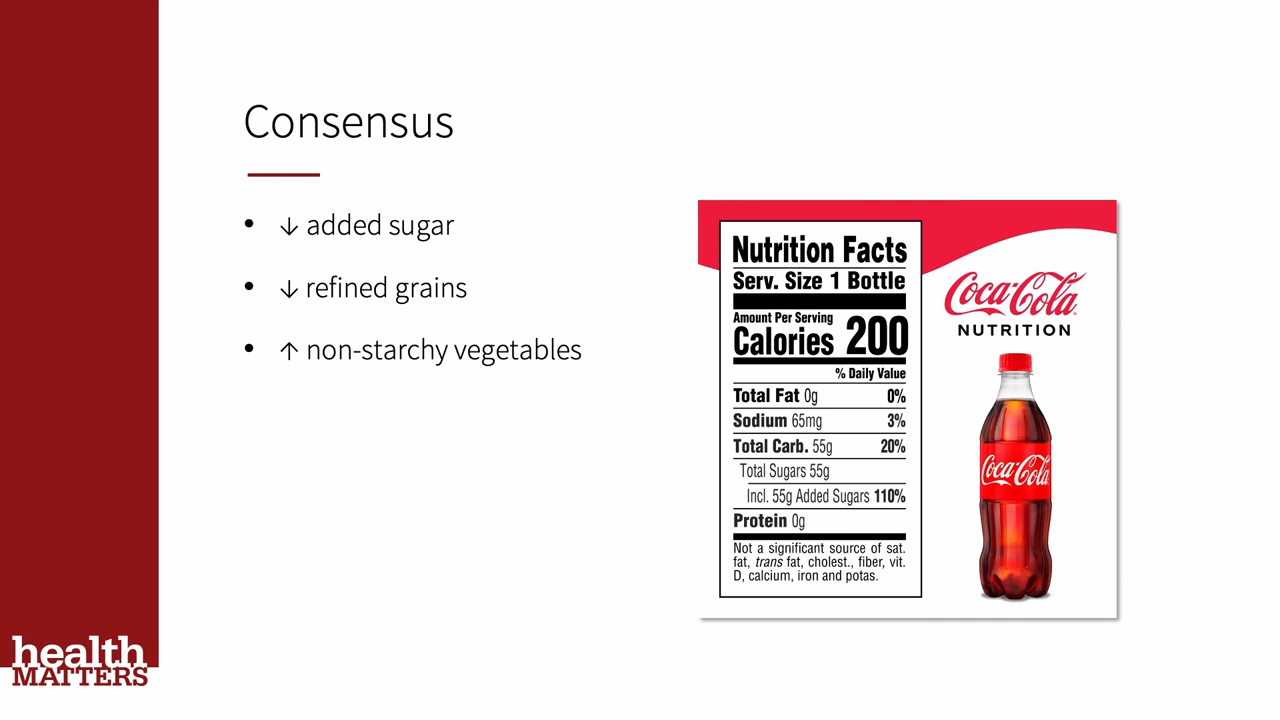 Consensus
• ↓ added sugar
• ↓ refined grains
• ↑ non-starchy vegetables
Nutrition Facts
Serv. Size 1 Bottle
Amount Per Serving
Calories 200
% Daily Value
Total Fat 0g 0%
Sodium 65mg 3%
Total Carb. 55g 20%
Total Sugars 55g
Incl. 55g Added Sugars 110%
Protein 0g
Not a significant source of sat.
fat, trans fat, cholest., fiber, vit.
D, calcium, iron and potas.
Coca-Cola
NUTRITION
Coca-Cola
health
MATTERS